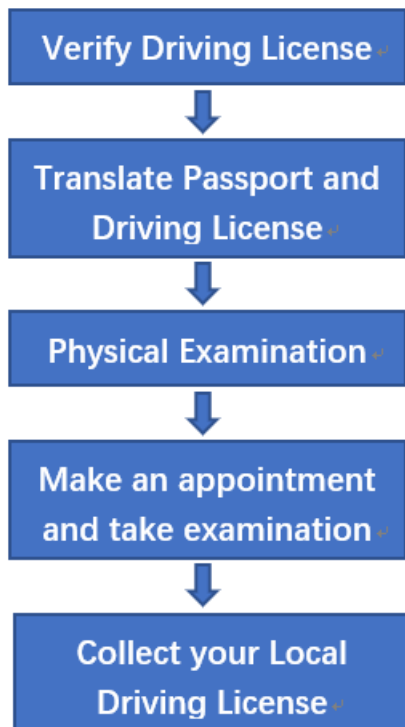 Verify Driving License
Translate Passport and
Driving License
Physical Examination
Make an appointment
and take examination
Collect your Local
Driving License